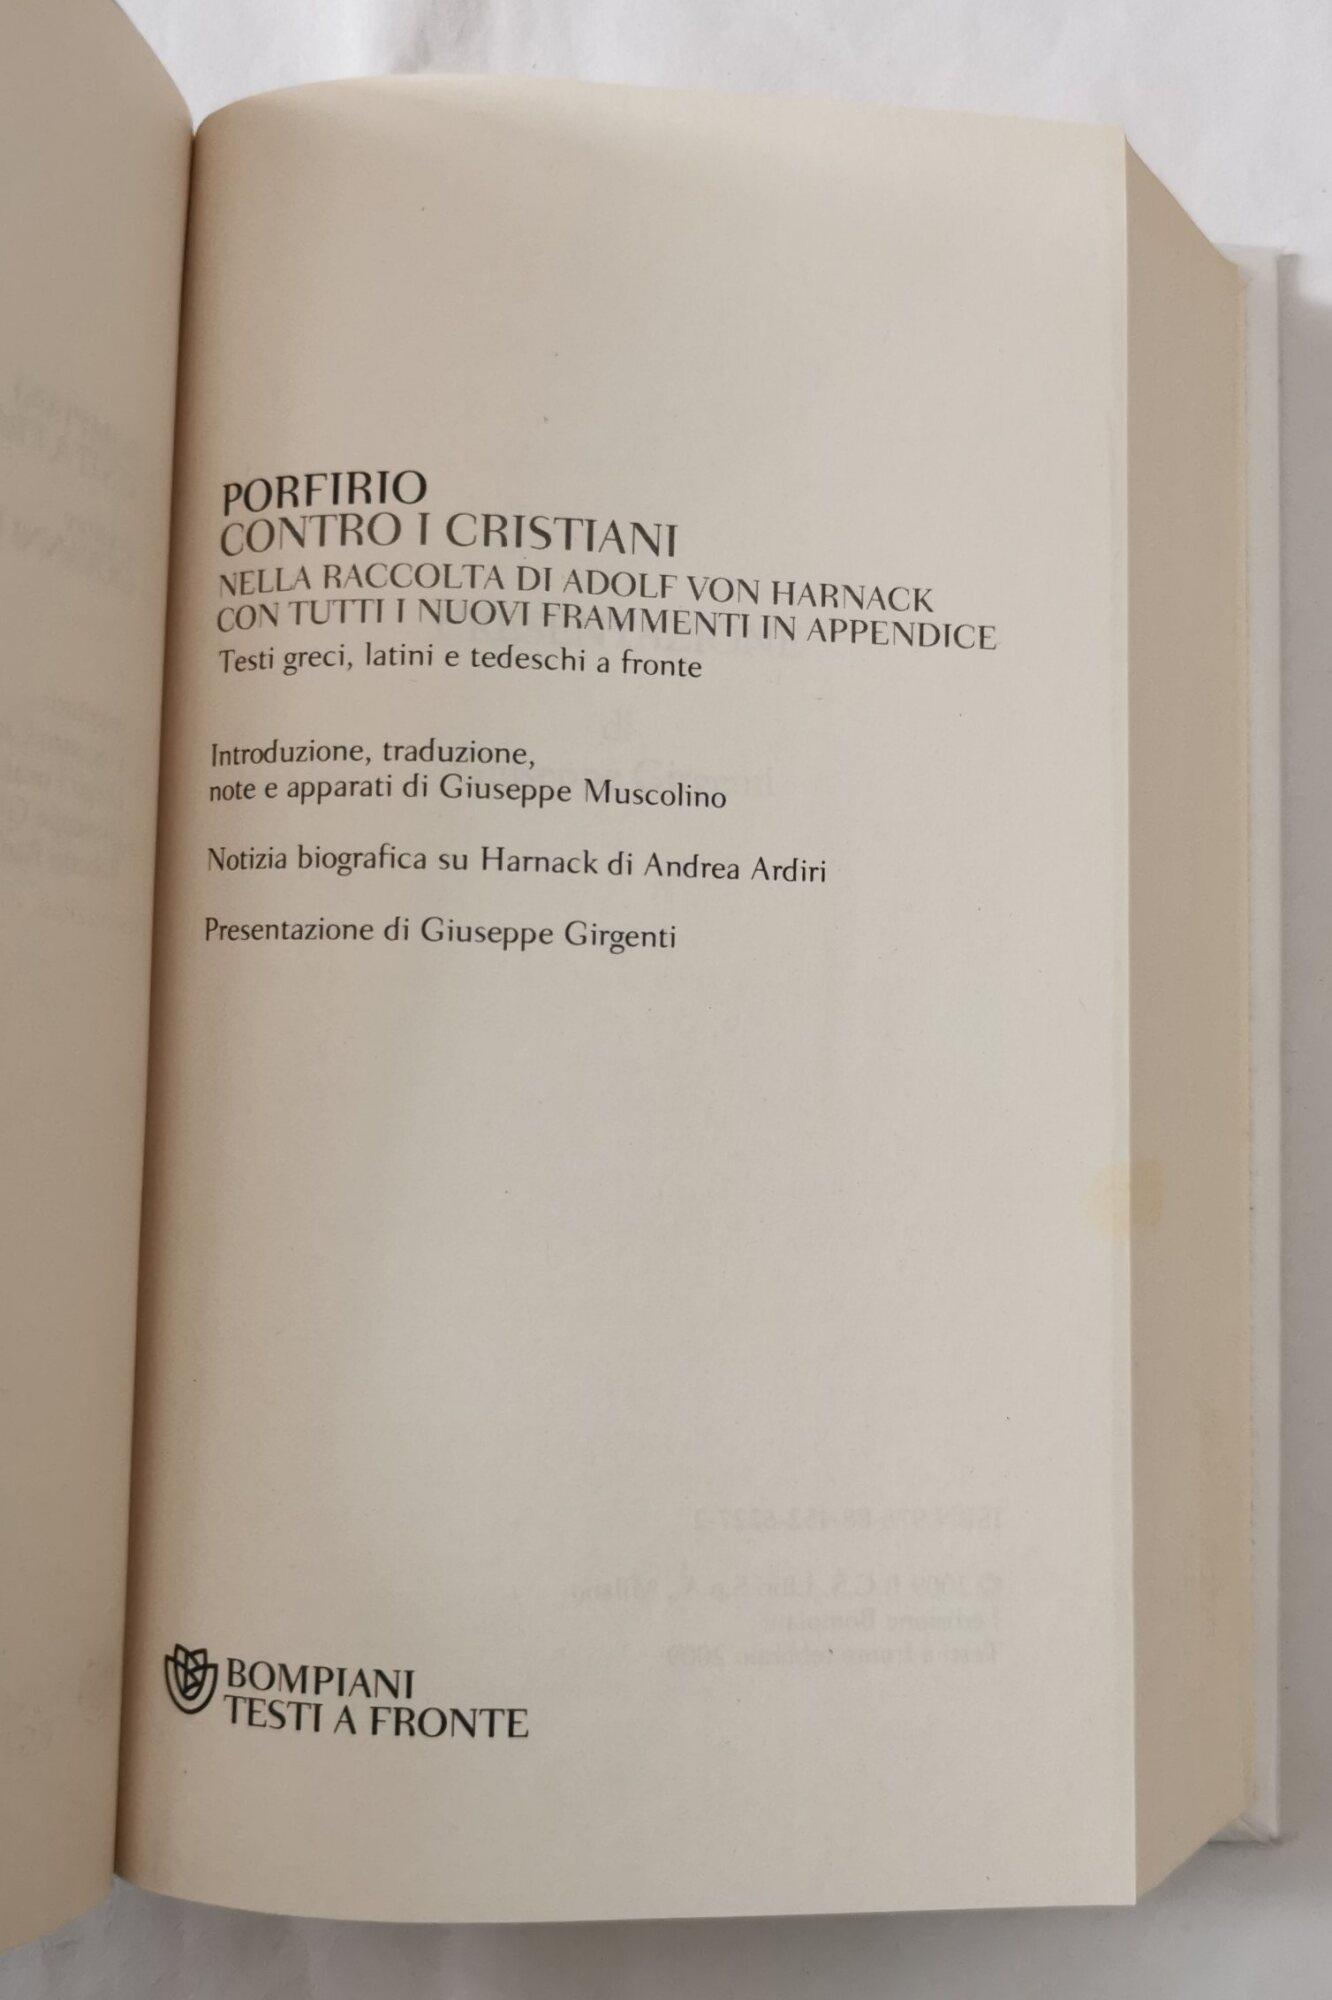 PORFIRIO
CONTRO I CRISTIANI
NELLA RACCOLTA DI ADOLF VON HARNACK
CON TUTTI I NUOVI FRAMMENTI IN APPENDICE
Testi greci, latini e tedeschi a fronte
Introduzione, traduzione,
note e apparati di Giuseppe Muscolino
Notizia biografica su Harnack di Andrea Ardiri
Presentazione di Giuseppe Girgenti
BOMPIANI
TESTI A FRONTE